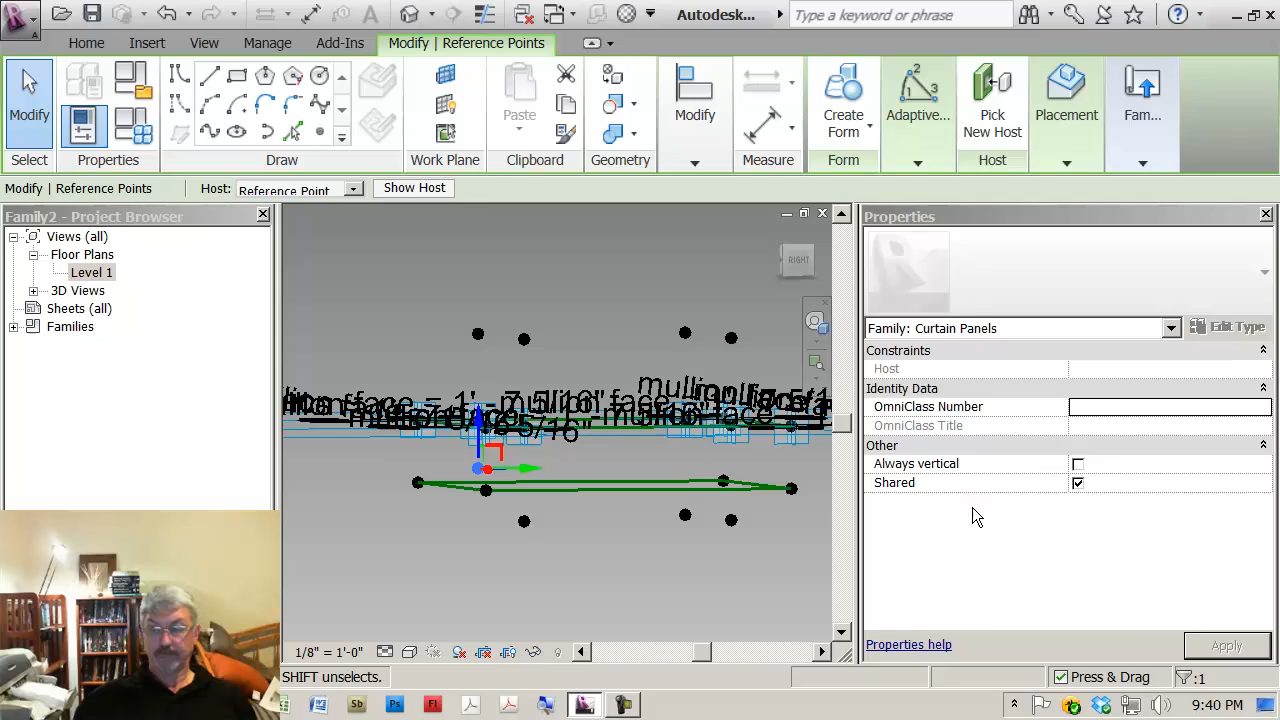 Autodesk...
Type a keyword or phrase
Home
Insert
View
Manage
Add-Ins
Modify | Reference Points
Modify
Paste
Modify
Create
Form
Adaptive...
Pick
New Host
Placement
Fam...
Select
Properties
Draw
Work Plane
Clipboard
Geometry
Measure
Form
Host
Modify | Reference Points
Host:
Reference Point
Show Host
Family2 - Project Browser
Views (all)
Floor Plans
Level 1
3D Views
Sheets (all)
Families
RIGHT
Properties
Family: Curtain Panels
Edit Type
Constraints
Host
Identity Data
OmniClass Number
OmniClass Title
Other
Always vertical
Shared
Properties help
Apply
1/8" = 1'-0"
SHIFT unselects.
Press & Drag
:1
9:40 PM